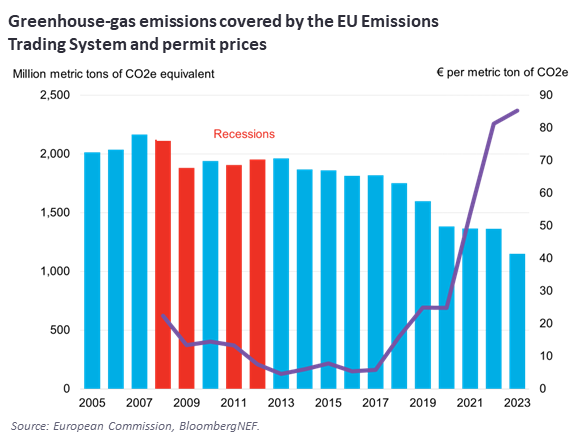 Greenhouse-gas emissions covered by the EU Emissions
Trading System and permit prices
Million metric tons of CO2e equivalent
€ per metric ton of CO2e
2,500
2,000
1,500
1,000
500
0
Recessions
90
80
70
60
50
40
30
20
10
0
2005 2007 2009 2011 2013 2015 2017 2019 2021 2023
Source: European Commission, BloombergNEF.